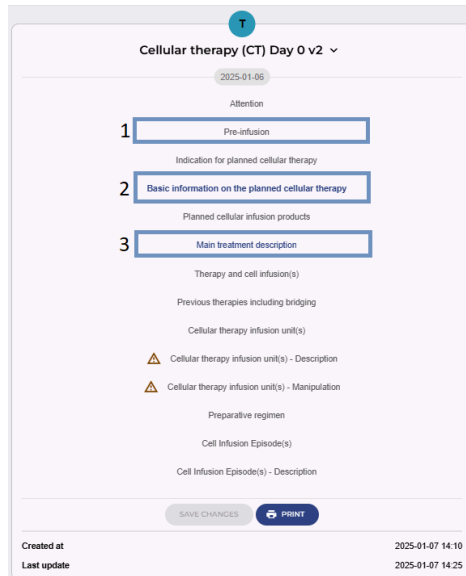 T
Cellular therapy (CT) Day 0 v2
2025-01-06
Attention
1 Pre-infusion
Indication for planned cellular therapy
2 Basic information on the planned cellular therapy
Planned cellular infusion products
3 Main treatment description
Therapy and cell infusion(s)
Previous therapies including bridging
Cellular therapy infusion unit(s)
Cellular therapy infusion unit(s) - Description
Cellular therapy infusion unit(s) - Manipulation
Preparative regimen
Cell Infusion Episode(s)
Cell Infusion Episode(s) - Description
SAVE CHANGES PRINT
Created at 2025-01-07 14:10
Last update 2025-01-07 14:25